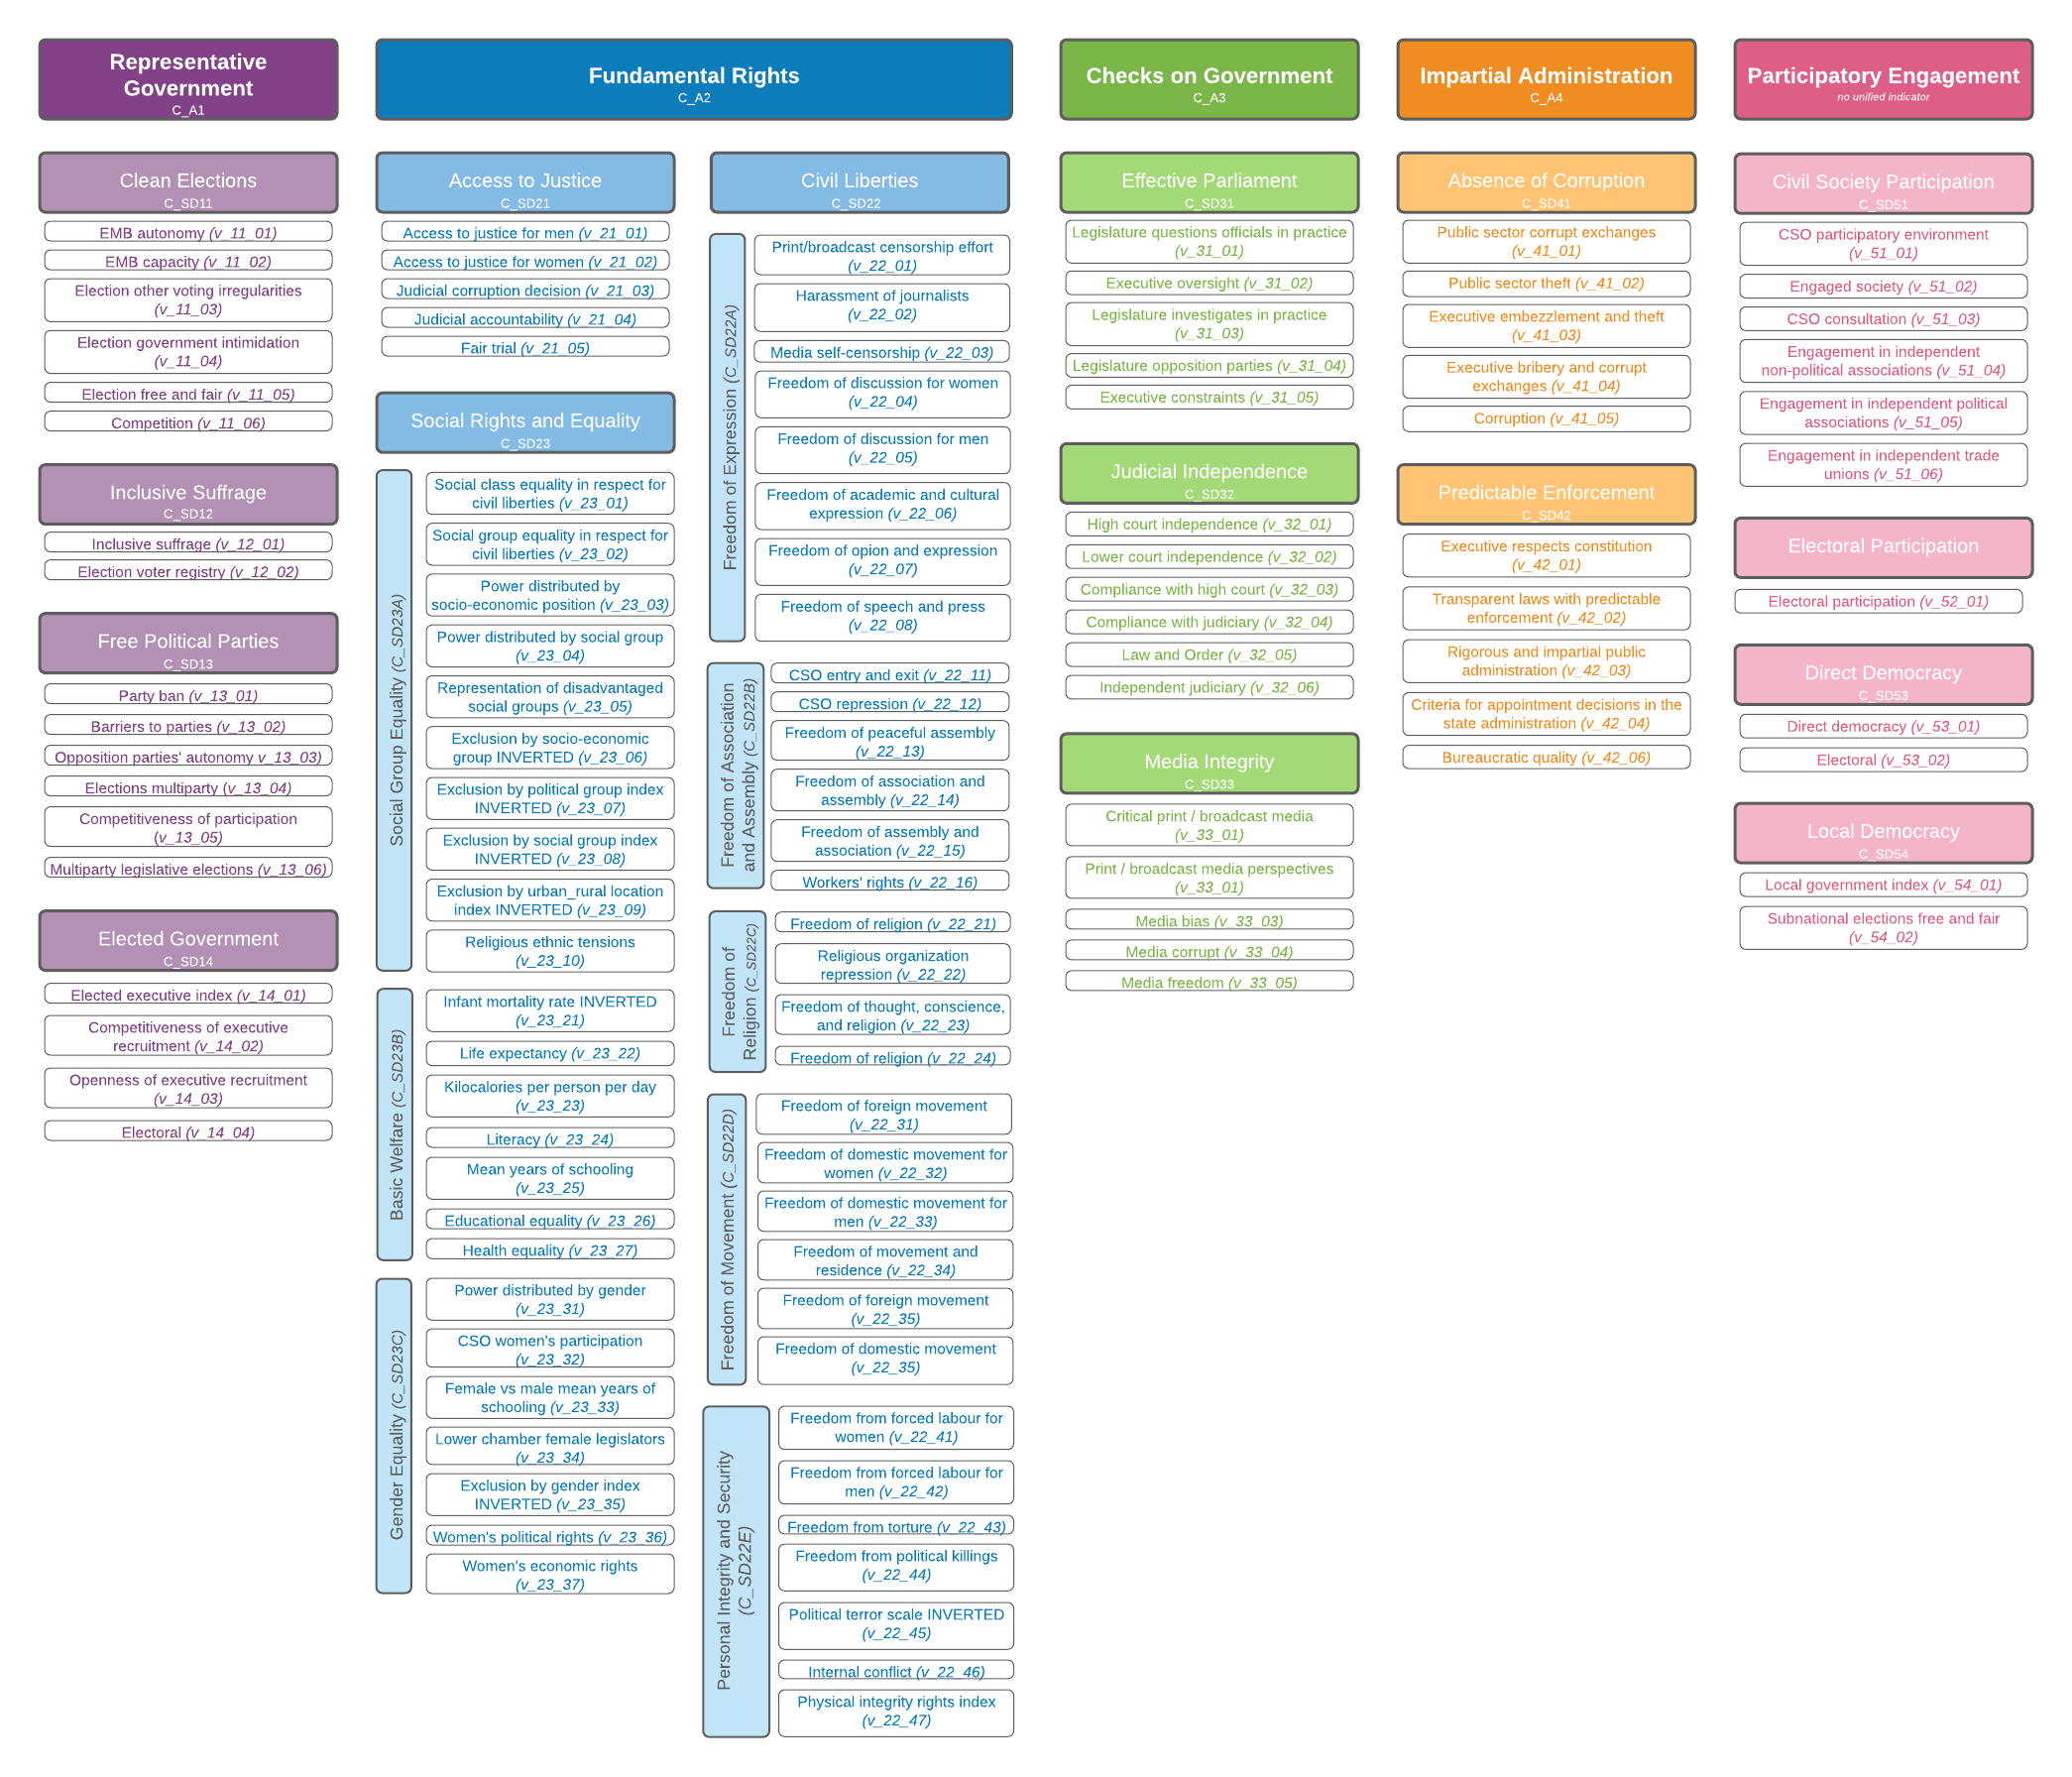 Representative
Government
C_A1
Clean Elections
C_SD11
EMB autonomy (v_11_01)
EMB capacity (v_11_02)
Election other voting irregularities
(v_11_03)
Election government intimidation
(v_11_04)
Election free and fair (v_11_05)
Competition (v_11_06)
Inclusive Suffrage
C_SD12
Inclusive suffrage (v_12_01)
Election voter registry (v_12_02)
Free Political Parties
C_SD13
Party ban (v_13_01)
Barriers to parties (v_13_02)
Opposition parties' autonomy v_13_03)
Elections multiparty (v_13_04)
Competitiveness of participation
(v_13_05)
Multiparty legislative elections (v_13_06)
Elected Government
C_SD14
Elected executive index (v_14_01)
Competitiveness of executive
recruitment (v_14_02)
Openness of executive recruitment
(v_14_03)
Electoral (v_14_04)
Fundamental Rights
C_A2
Access to Justice
C_SD21
Access to justice for men (v_21_01)
Access to justice for women (v_21_02)
Judicial corruption decision (v_21_03)
Judicial accountability (v_21_04)
Fair trial (v_21_05)
Social Rights and Equality
C_SD23
Social Group Equality (C_SD23A)
Social class equality in respect for
civil liberties (v_23_01)
Social group equality in respect for
civil liberties (v_23_02)
Power distributed by
socio-economic position (v_23_03)
Power distributed by social group
(v_23_04)
Representation of disadvantaged
social groups (v_23_05)
Exclusion by socio-economic
group INVERTED (v_23_06)
Exclusion by political group index
INVERTED (v_23_07)
Exclusion by social group index
INVERTED (v_23_08)
Exclusion by urban_rural location
index INVERTED (v_23_09)
Religious ethnic tensions
(v_23_10)
Basic Welfare (C_SD23B)
Infant mortality rate INVERTED
(v_23_21)
Life expectancy (v_23_22)
Kilocalories per person per day
(v_23_23)
Literacy (v_23_24)
Mean years of schooling
(v_23_25)
Educational equality (v_23_26)
Health equality (v_23_27)
Gender Equality (C_SD23C)
Power distributed by gender
(v_23_31)
CSO women's participation
(v_23_32)
Female vs male mean years of
schooling (v_23_33)
Lower chamber female legislators
(v_23_34)
Exclusion by gender index
INVERTED (v_23_35)
Women's political rights (v_23_36)
Women's economic rights
(v_23_37)
Civil Liberties
C_SD22
Freedom of Expression (C_SD22A)
Print/broadcast censorship effort
(v_22_01)
Harassment of journalists
(v_22_02)
Media self-censorship (v_22_03)
Freedom of discussion for women
(v_22_04)
Freedom of discussion for men
(v_22_05)
Freedom of academic and cultural
expression (v_22_06)
Freedom of opion and expression
(v_22_07)
Freedom of speech and press
(v_22_08)
Freedom of Association
and Assembly (C_SD22B)
CSO entry and exit (v_22_11)
CSO repression (v_22_12)
Freedom of peaceful assembly
(v_22_13)
Freedom of association and
assembly (v_22_14)
Freedom of assembly and
association (v_22_15)
Workers' rights (v_22_16)
Freedom of
Religion (C_SD22C)
Freedom of religion (v_22_21)
Religious organization
repression (v_22_22)
Freedom of thought, conscience,
and religion (v_22_23)
Freedom of religion (v_22_24)
Freedom of Movement (C_SD22D)
Freedom of foreign movement
(v_22_31)
Freedom of domestic movement for
women (v_22_32)
Freedom of domestic movement for
men (v_22_33)
Freedom of movement and
residence (v_22_34)
Freedom of foreign movement
(v_22_35)
Freedom of domestic movement
(v_22_35)
Personal Integrity and Security
(C_SD22E)
Freedom from forced labour for
women (v_22_41)
Freedom from forced labour for
men (v_22_42)
Freedom from torture (v_22_43)
Freedom from political killings
(v_22_44)
Political terror scale INVERTED
(v_22_45)
Internal conflict (v_22_46)
Physical integrity rights index
(v_22_47)
Checks on Government
C_A3
Effective Parliament
C_SD31
Legislature questions officials in practice
(v_31_01)
Executive oversight (v_31_02)
Legislature investigates in practice
(v_31_03)
Legislature opposition parties (v_31_04)
Executive constraints (v_31_05)
Judicial Independence
C_SD32
High court independence (v_32_01)
Lower court independence (v_32_02)
Compliance with high court (v_32_03)
Compliance with judiciary (v_32_04)
Law and Order (v_32_05)
Independent judiciary (v_32_06)
Media Integrity
C_SD33
Critical print / broadcast media
(v_33_01)
Print / broadcast media perspectives
(v_33_01)
Media bias (v_33_03)
Media corrupt (v_33_04)
Media freedom (v_33_05)
Impartial Administration
C_A4
Absence of Corruption
C_SD41
Public sector corrupt exchanges
(v_41_01)
Public sector theft (v_41_02)
Executive embezzlement and theft
(v_41_03)
Executive bribery and corrupt
exchanges (v_41_04)
Corruption (v_41_05)
Predictable Enforcement
C_SD42
Executive respects constitution
(v_42_01)
Transparent laws with predictable
enforcement (v_42_02)
Rigorous and impartial public
administration (v_42_03)
Criteria for appointment decisions in the
state administration (v_42_04)
Bureaucratic quality (v_42_06)
Participatory Engagement
no unified indicator
Civil Society Participation
C_SD51
CSO participatory environment
(v_51_01)
Engaged society (v_51_02)
CSO consultation (v_51_03)
Engagement in independent
non-political associations (v_51_04)
Engagement in independent political
associations (v_51_05)
Engagement in independent trade
unions (v_51_06)
Electoral Participation
Electoral participation (v_52_01)
Direct Democracy
C_SD53
Direct democracy (v_53_01)
Electoral (v_53_02)
Local Democracy
C_SD54
Local government index (v_54_01)
Subnational elections free and fair
(v_54_02)